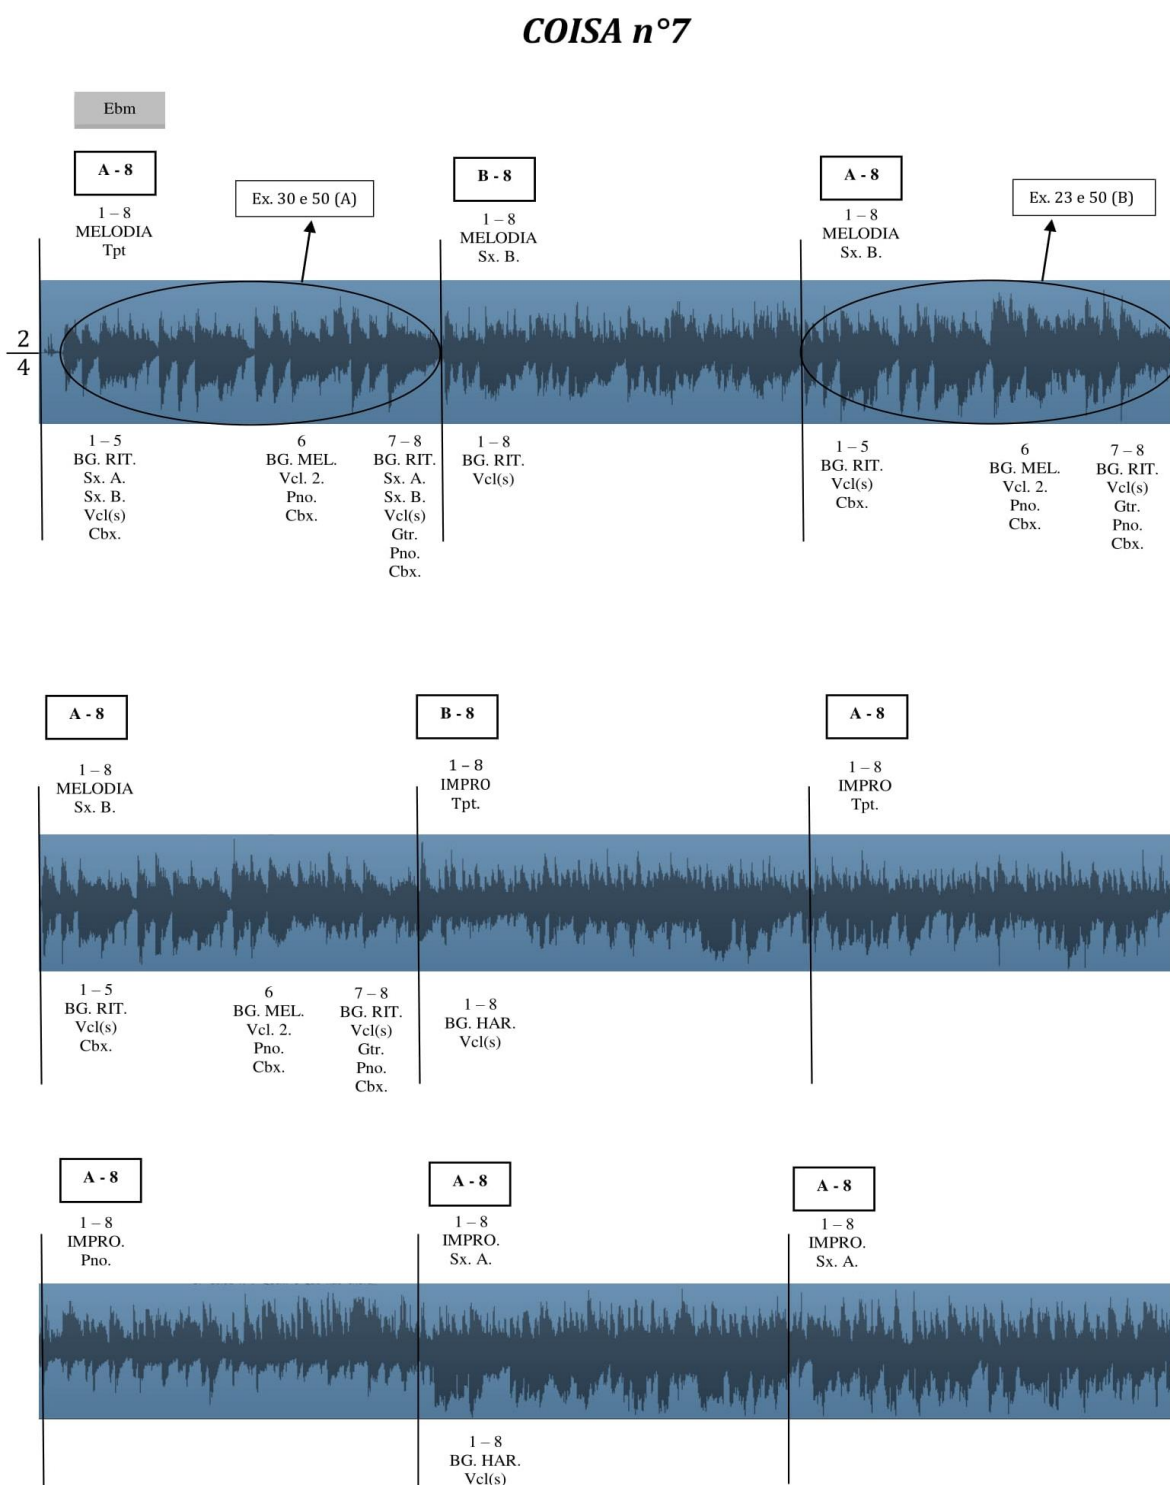 COISA n°7
Ebm
A - 8
1 – 8
MELODIA
Tpt
Ex. 30 e 50 (A)
B - 8
1 – 8
MELODIA
Sx. B.
A - 8
1 – 8
MELODIA
Sx. B.
Ex. 23 e 50 (B)
2
4
1 – 5
BG. RIT.
Sx. A.
Sx. B.
Vcl(s)
Cbx.
6
BG. MEL.
Vcl. 2.
Pno.
Cbx.
7 – 8
BG. RIT.
Sx. A.
Sx. B.
Vcl(s)
Gtr.
Pno.
Cbx.
1 – 8
BG. RIT.
Vcl(s)
1 – 5
BG. RIT.
Vcl(s)
Cbx.
6
BG. MEL.
Vcl. 2.
Pno.
Cbx.
7 – 8
BG. RIT.
Vcl(s)
Gtr.
Pno.
Cbx.
A - 8
1 – 8
MELODIA
Sx. B.
B - 8
1 – 8
IMPRO
Tpt.
A - 8
1 – 8
IMPRO
Tpt.
1 – 5
BG. RIT.
Vcl(s)
Cbx.
6
BG. MEL.
Vcl. 2.
Pno.
Cbx.
7 – 8
BG. RIT.
Vcl(s)
Gtr.
Pno.
Cbx.
1 – 8
BG. HAR.
Vcl(s)
A - 8
1 – 8
IMPRO.
Pno.
A - 8
1 – 8
IMPRO.
Sx. A.
A - 8
1 – 8
IMPRO.
Sx. A.
1 – 8
BG. HAR.
Vcl(s)